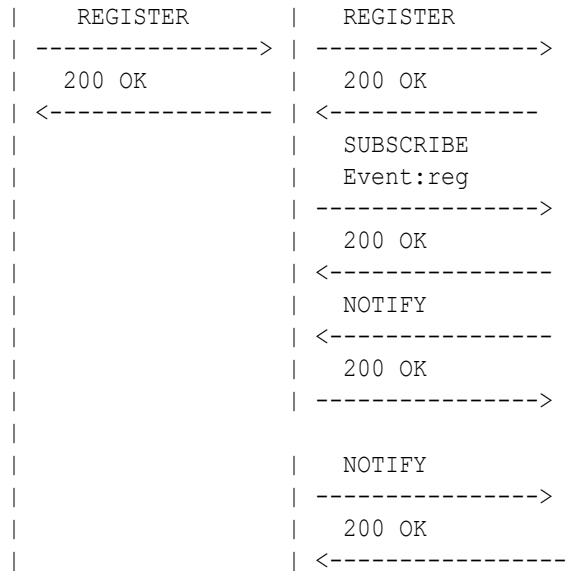 |    REGISTER     |   REGISTER
| ----------------> | ---------------->
|   200 OK        |   200 OK
| <---------------- | <---------------
|                 |   SUBSCRIBE
|                 |   Event:reg
|                 | ---------------->
|                 |   200 OK
|                 | <----------------
|                 |   NOTIFY
|                 | <----------------
|                 |   200 OK
|                 | ---------------->
|
|                 |   NOTIFY
|                 | ---------------->
|                 |   200 OK
|                 | <-----------------